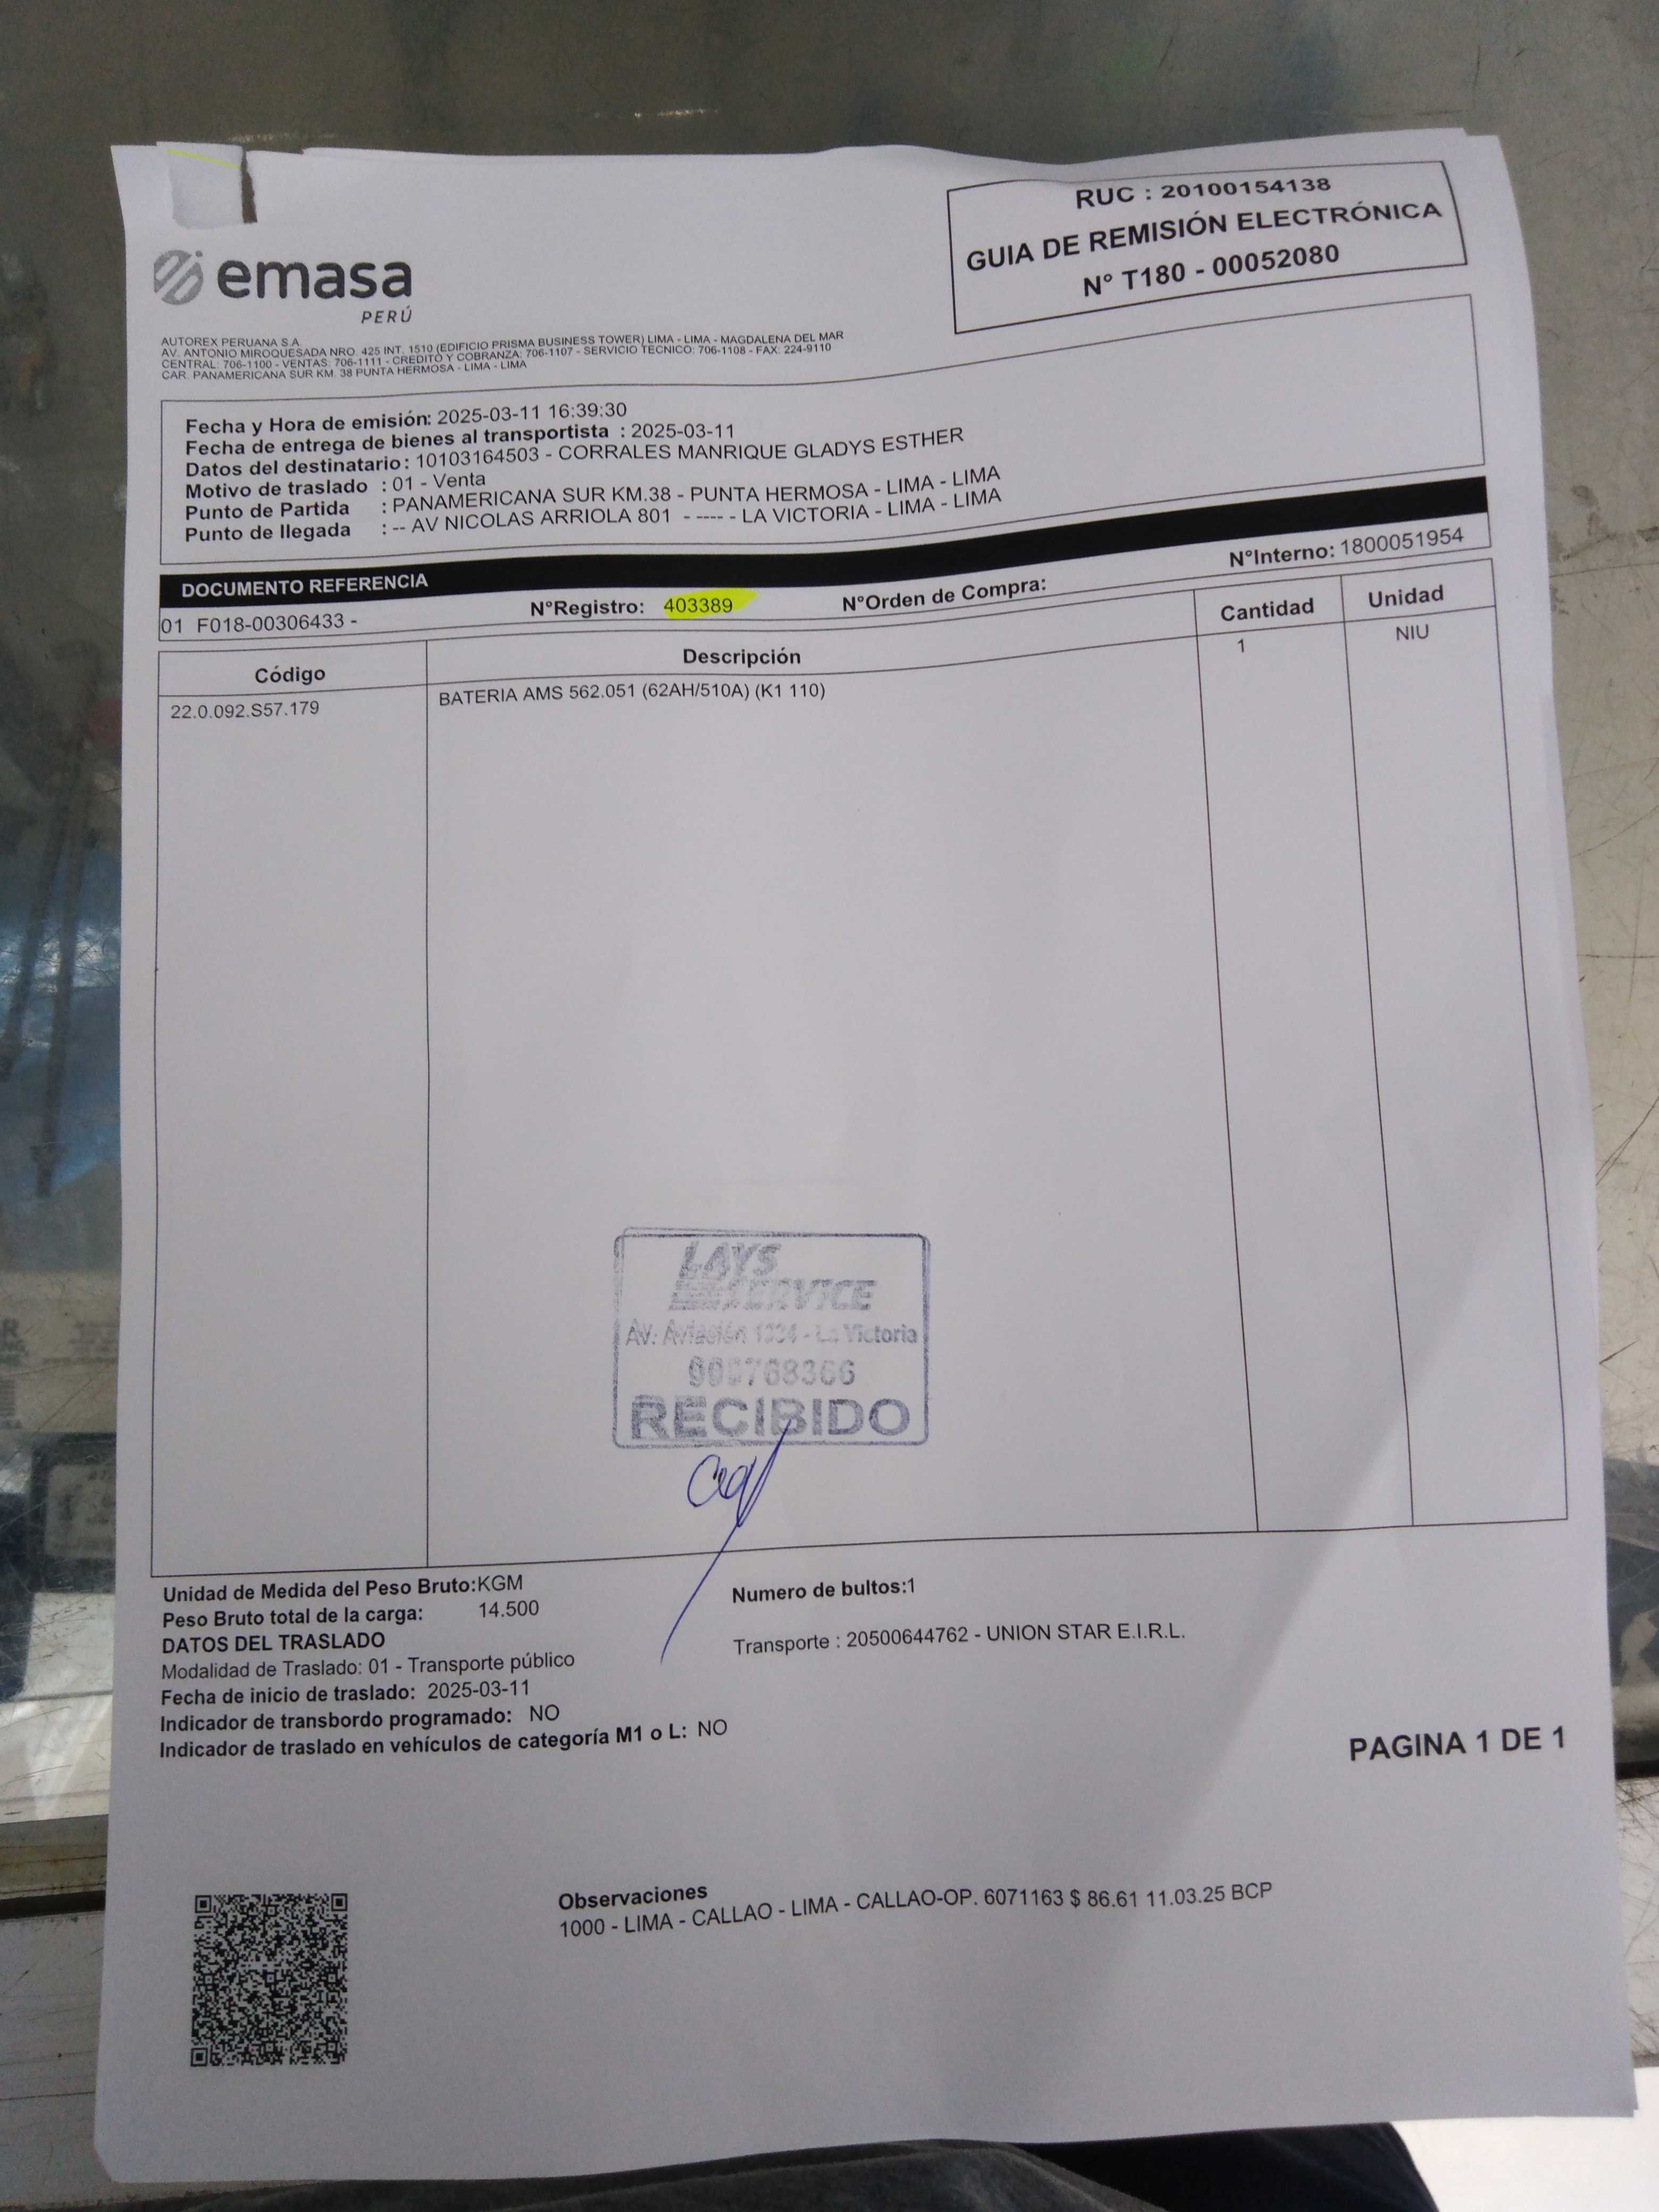 RUC : 20100154138
GUIA DE REMISIÓN ELECTRÓNICA
N° T180 - 00052080
emasa
PERÚ
AUTOREX PERUANA S.A.
AV. ANTONIO MIROQUESADA NRO. 425 INT. 1510 (EDIFICIO PRISMA BUSINESS TOWER) LIMA - LIMA - MAGDALENA DEL MAR
CENTRAL: 706-1100 - VENTAS: 706-1111 - CREDITO Y COBRANZA: 706-1107 - SERVICIO TECNICO: 706-1108 - FAX: 224-9110
CAR. PANAMERICANA SUR KM. 38 PUNTA HERMOSA - LIMA - LIMA
Fecha y Hora de emisión: 2025-03-11 16:39:30
Fecha de entrega de bienes al transportista : 2025-03-11
Datos del destinatario: 10103164503 - CORRALES MANRIQUE GLADYS ESTHER
Motivo de traslado : 01 - Venta
Punto de Partida : PANAMERICANA SUR KM.38 - PUNTA HERMOSA - LIMA - LIMA
Punto de llegada : -- AV NICOLAS ARRIOLA 801 - ---- - LA VICTORIA - LIMA - LIMA
DOCUMENTO REFERENCIA
01 F018-00306433 - N°Registro: 403389 N°Orden de Compra: N°Interno: 1800051954
Código Descripción Cantidad Unidad
22.0.092.S57.179 BATERIA AMS 562.051 (62AH/510A) (K1 110) 1 NIU
LAYS
SERVICE
Av. Aviación 1334 - La Victoria
RECIBIDO
Unidad de Medida del Peso Bruto:KGM Numero de bultos:1
Peso Bruto total de la carga: 14.500
DATOS DEL TRASLADO Transporte : 20500644762 - UNION STAR E.I.R.L.
Modalidad de Traslado: 01 - Transporte público
Fecha de inicio de traslado: 2025-03-11
Indicador de transbordo programado: NO
Indicador de traslado en vehículos de categoría M1 o L: NO
PAGINA 1 DE 1
Observaciones
1000 - LIMA - CALLAO - LIMA - CALLAO-OP. 6071163 $ 86.61 11.03.25 BCP